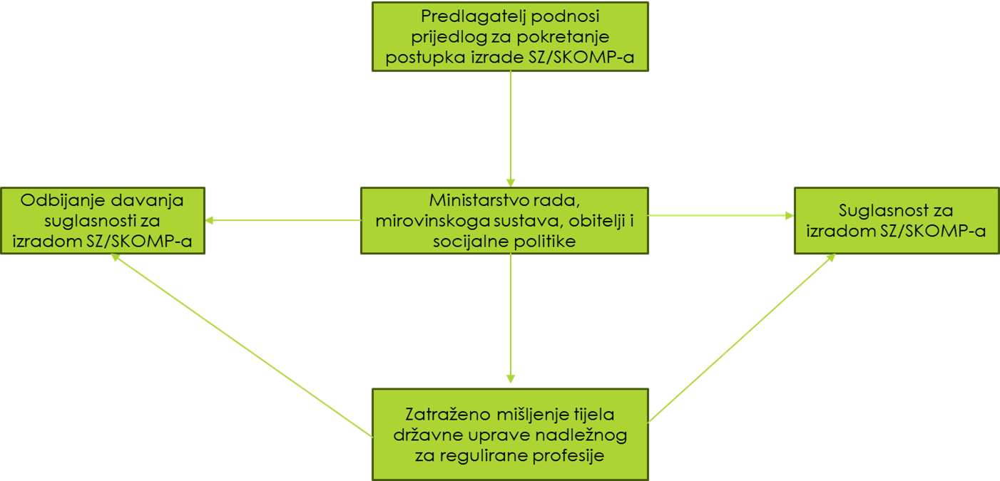 Predlagatelj podnosi
prijedlog za pokretanje
postupka izrade SZ/SKOMP-a
Odbijanje davanja
suglasnosti za
izradom SZ/SKOMP-a
Ministarstvo rada,
mirovinskoga sustava, obitelji i
socijalne politike
Suglasnost za
izradom SZ/SKOMP-a
Zatraženo mišljenje tijela
državne uprave nadležnog
za regulirane profesije